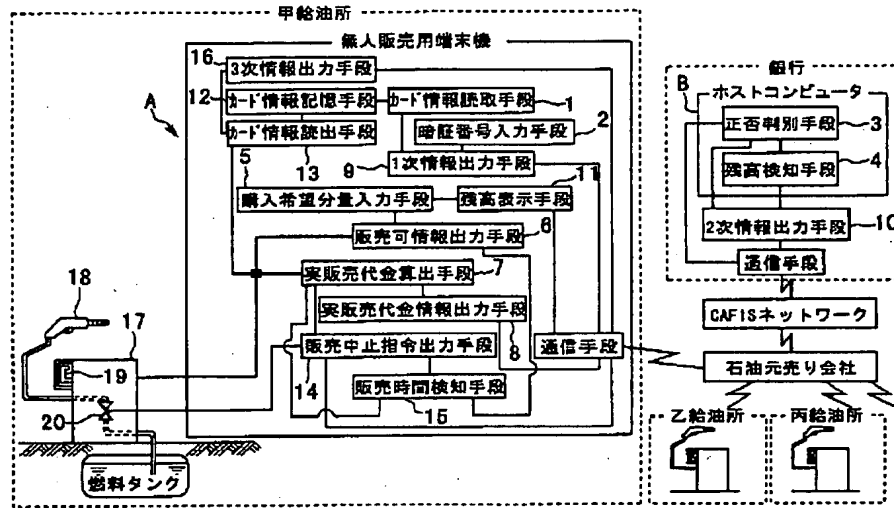 甲給油所
無人販売用端末機
16
3次情報出力手段
A
12
カード情報記憶手段
カード情報読取手段
1
暗証番号入力手段
2
カード情報読出手段
13
9
1次情報出力手段
5
11
購入希望分量入力手段
残高表示手段
販売可情報出力手段
6
実販売代金算出手段
7
実販売代金情報出力手段
8
販売中止指令出力手段
14
通信手段
販売時間検知手段
15
18
17
19
20
燃料タンク
銀行
B
ホストコンピュータ
正否判別手段
3
残高検知手段
4
2次情報出力手段
10
通信手段
CAFISネットワーク
石油元売り会社
乙給油所
丙給油所